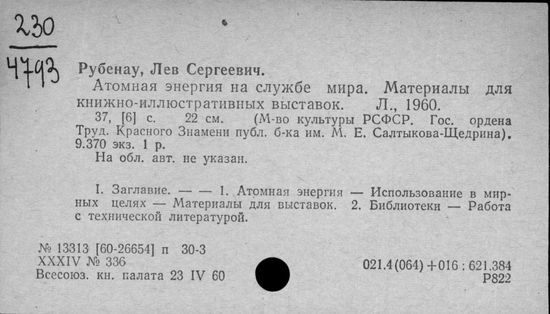 230
4793
Рубенау, Лев Сергеевич.
Атомная энергия на службе мира. Материалы для
книжно-иллюстративных выставок. Л., 1960.
37, [6] с. 22 см. (М-во культуры РСФСР. Гос. ордена
Труд. Красного Знамени публ. б-ка им. М. Е. Салтыкова-Щедрина).
9.370 экз. 1 р.
На обл. авт. не указан.
I. Заглавие. — — 1. Атомная энергия — Использование в мир-
ных целях — Материалы для выставок. 2. Библиотеки — Работа
с технической литературой.
№ 13313 [60-26654] п 30-3
XXXIV № 336
Всесоюз. кн. палата 23 IV 60
021.4(064)+016 : 621.384
Р822